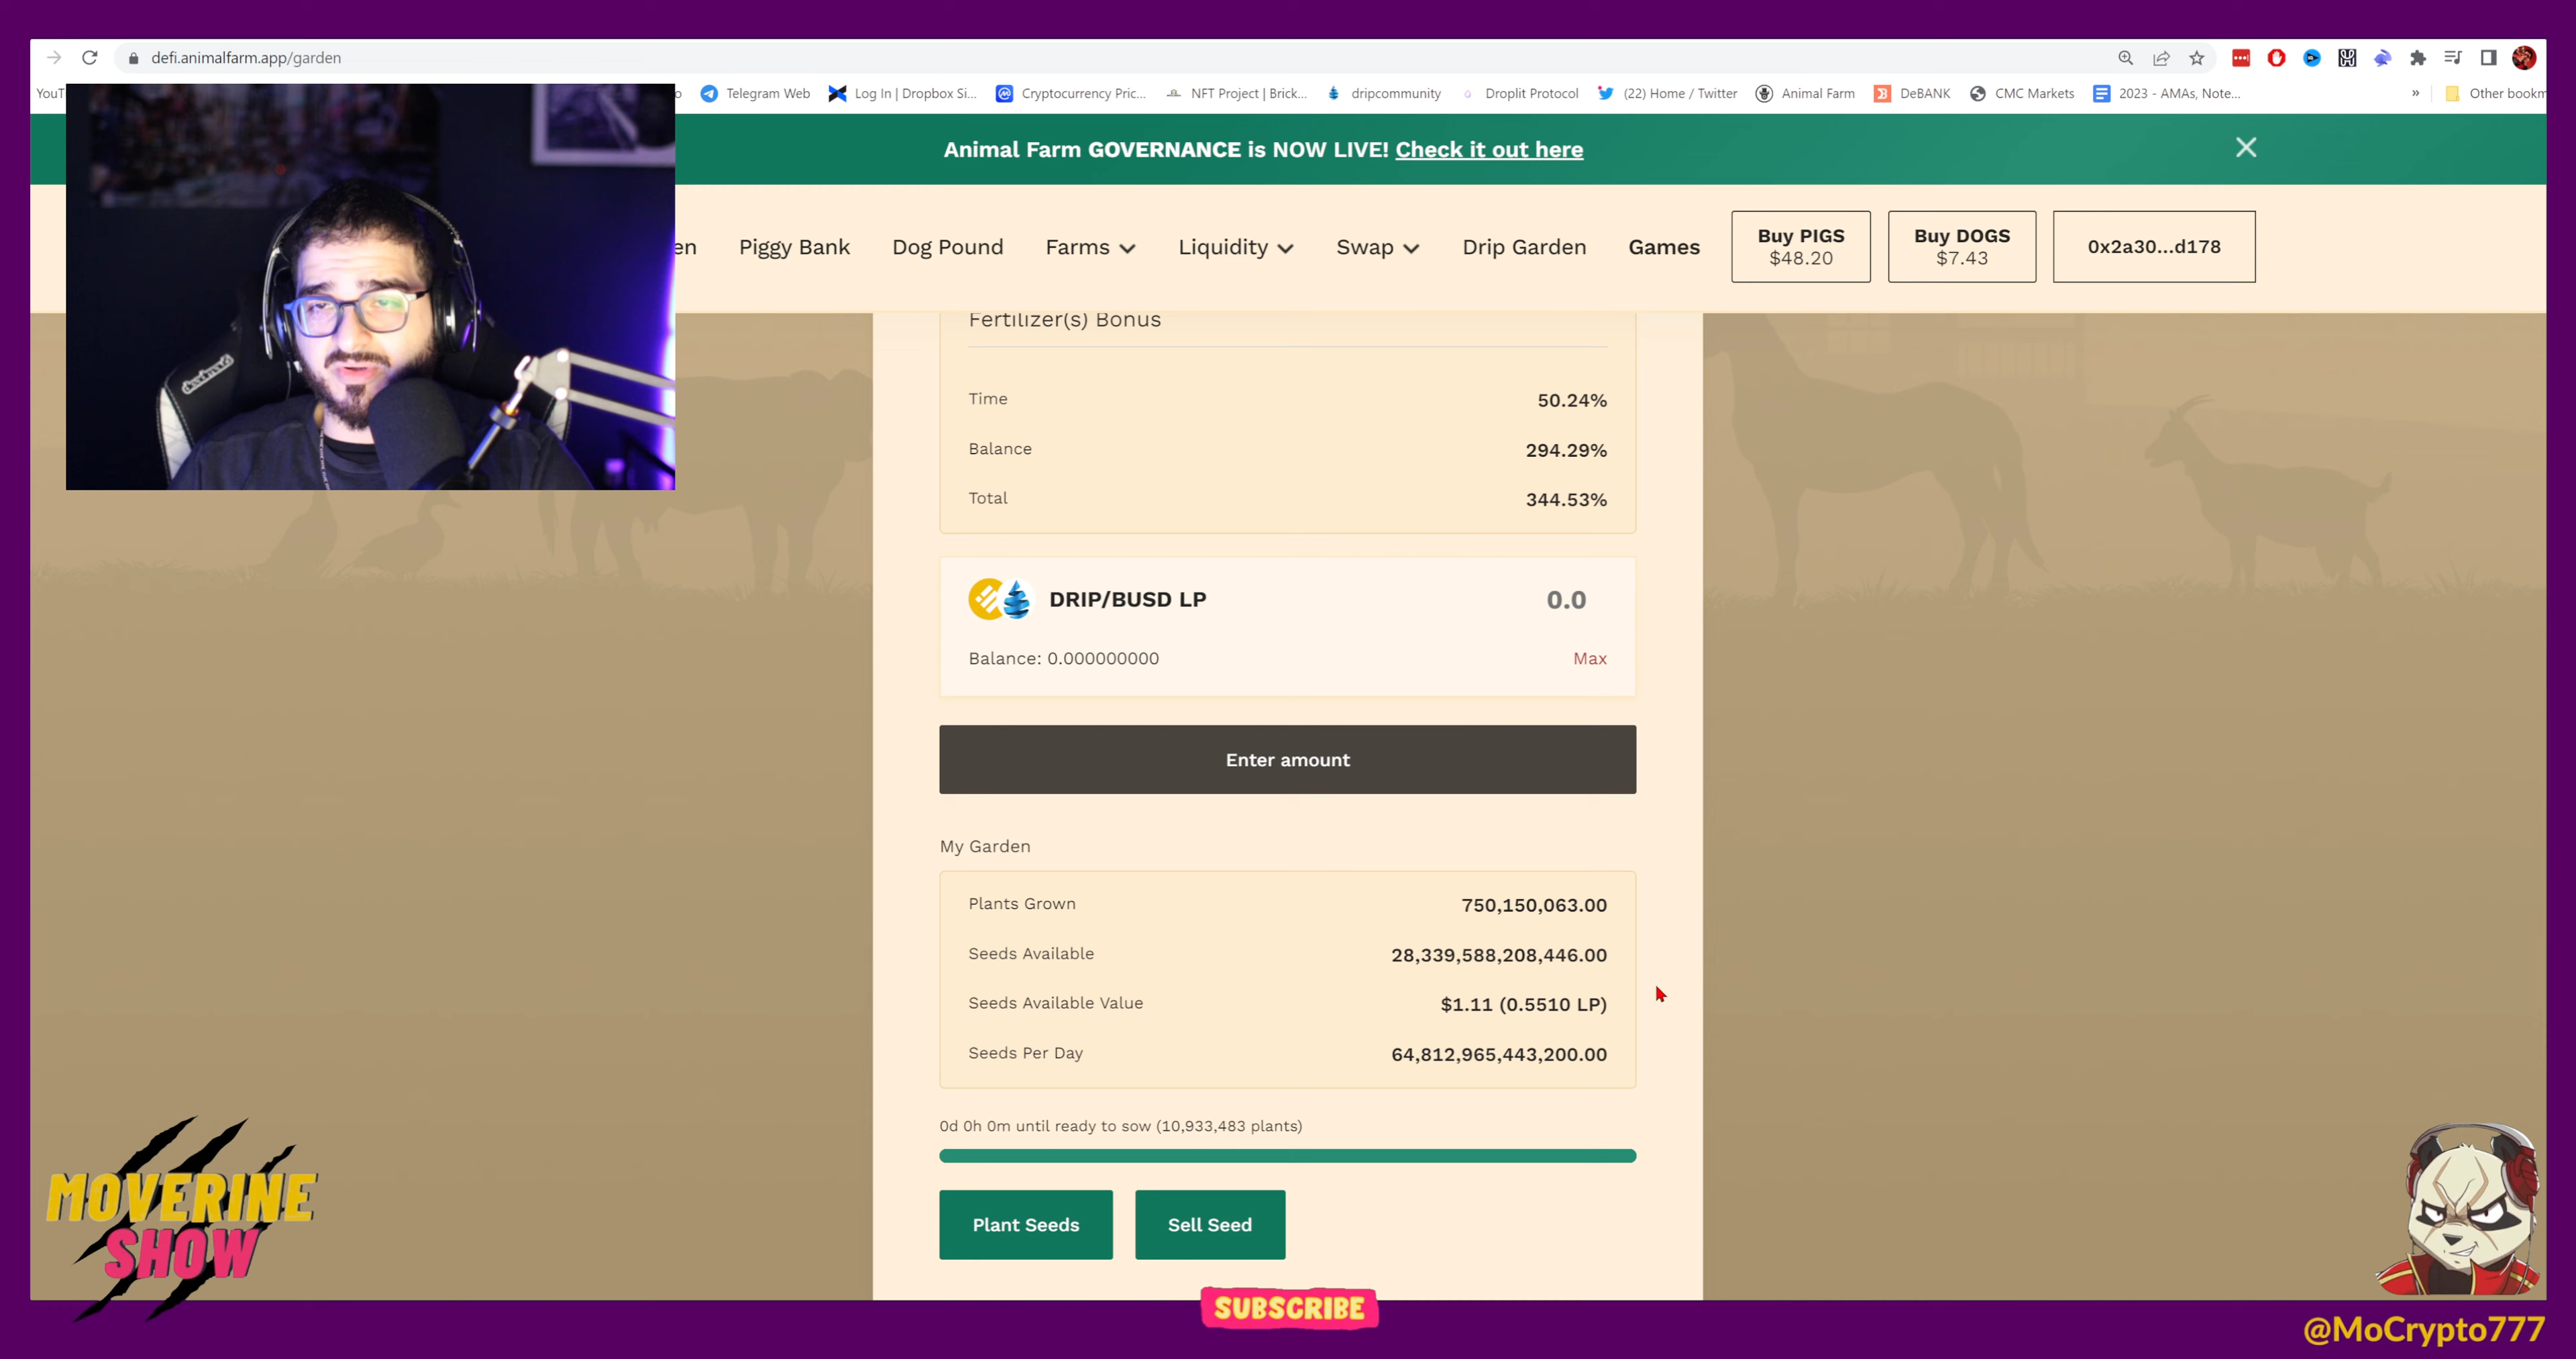 defi.animalfarm.app/garden
Telegram Web
Log In | Dropbox Si...
Cryptocurrency Pric...
NFT Project | Brick...
dripcommunity
Droplit Protocol
(22) Home / Twitter
Animal Farm
DeBANK
CMC Markets
2023 - AMAs, Note...
»
Other bookm
Animal Farm GOVERNANCE is NOW LIVE! Check it out here
en
Piggy Bank
Dog Pound
Farms
Liquidity
Swap
Drip Garden
Games
Buy PIGS
$48.20
Buy DOGS
$7.43
0x2a30...d178
Fertilizer(s) Bonus
Time 50.24%
Balance 294.29%
Total 344.53%
DRIP/BUSD LP 0.0
Balance: 0.000000000 Max
Enter amount
My Garden
Plants Grown 750,150,063.00
Seeds Available 28,339,588,208,446.00
Seeds Available Value $1.11 (0.5510 LP)
Seeds Per Day 64,812,965,443,200.00
0d 0h 0m until ready to sow (10,933,483 plants)
Plant Seeds
Sell Seed
MOVERINE
SHOW
SUBSCRIBE
@MoCrypto777